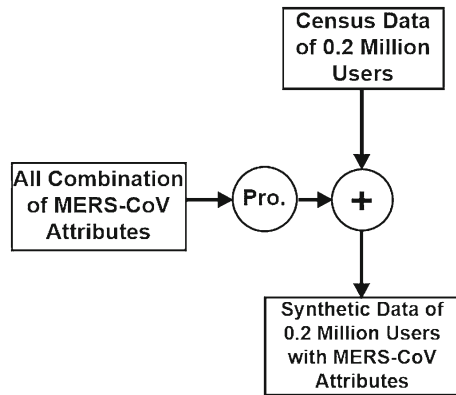 Census Data
of 0.2 Million
Users
All Combination
of MERS-CoV
Attributes
Pro.
+
Synthetic Data of
0.2 Million Users
with MERS-CoV
Attributes